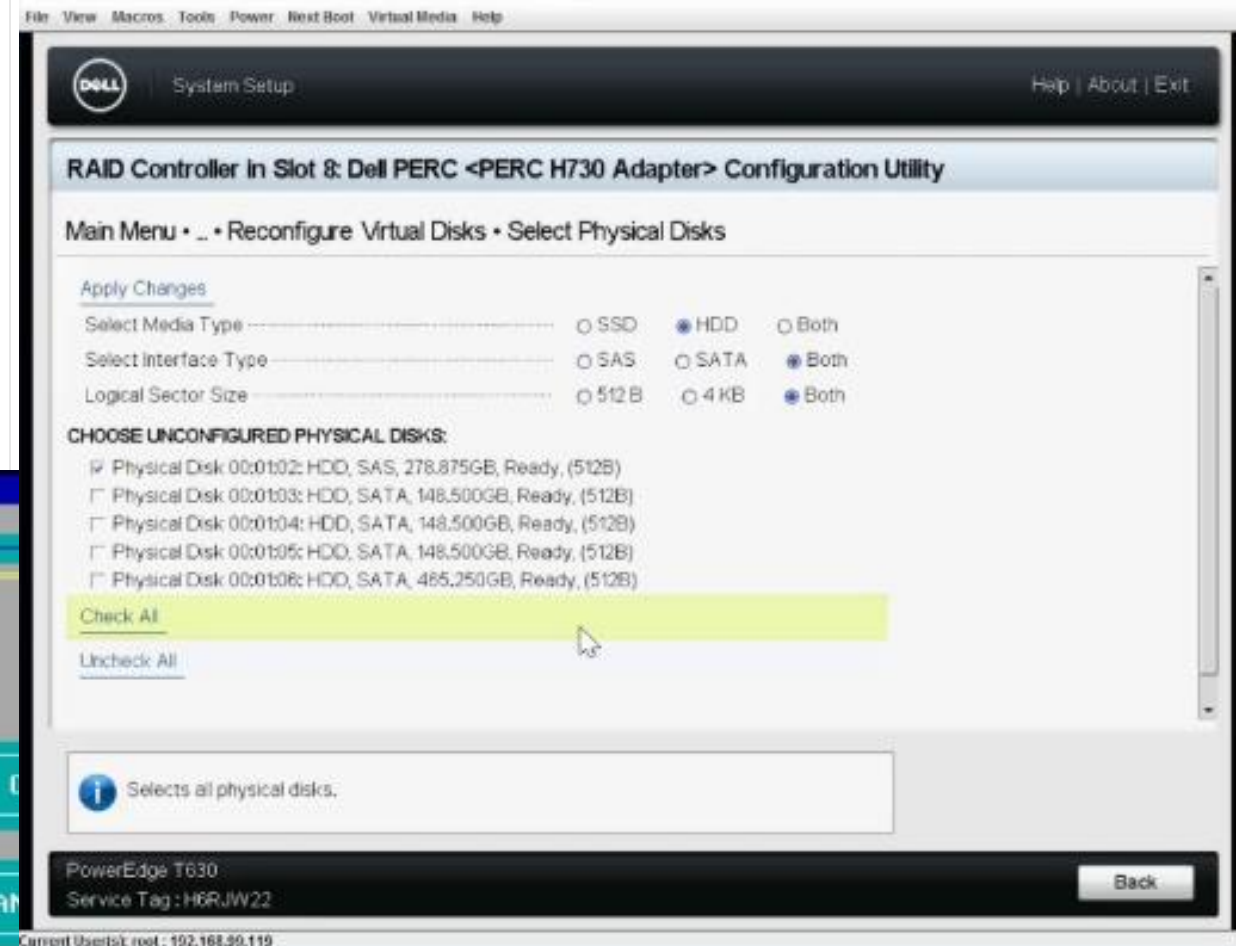 File View Macros Tools Power Next Boot Virtual Media Help
DELL System Setup Help | About | Exit
RAID Controller in Slot 8: Dell PERC <PERC H730 Adapter> Configuration Utility
Main Menu • ... • Reconfigure Virtual Disks • Select Physical Disks
Apply Changes
Select Media Type SSD HDD Both
Select Interface Type SAS SATA Both
Logical Sector Size 512 B 4 KB Both
CHOOSE UNCONFIGURED PHYSICAL DISKS:
Physical Disk 00:01:02: HDD, SAS, 278.875GB, Ready, (512B)
Physical Disk 00:01:03: HDD, SATA, 148.500GB, Ready, (512B)
Physical Disk 00:01:04: HDD, SATA, 148.500GB, Ready, (512B)
Physical Disk 00:01:05: HDD, SATA, 148.500GB, Ready, (512B)
Physical Disk 00:01:06: HDD, SATA, 465.250GB, Ready, (512B)
Check All
Uncheck All
Selects all physical disks.
PowerEdge T630
Service Tag : H6RJW22
Back
Current User(s): root : 192.168.99.119